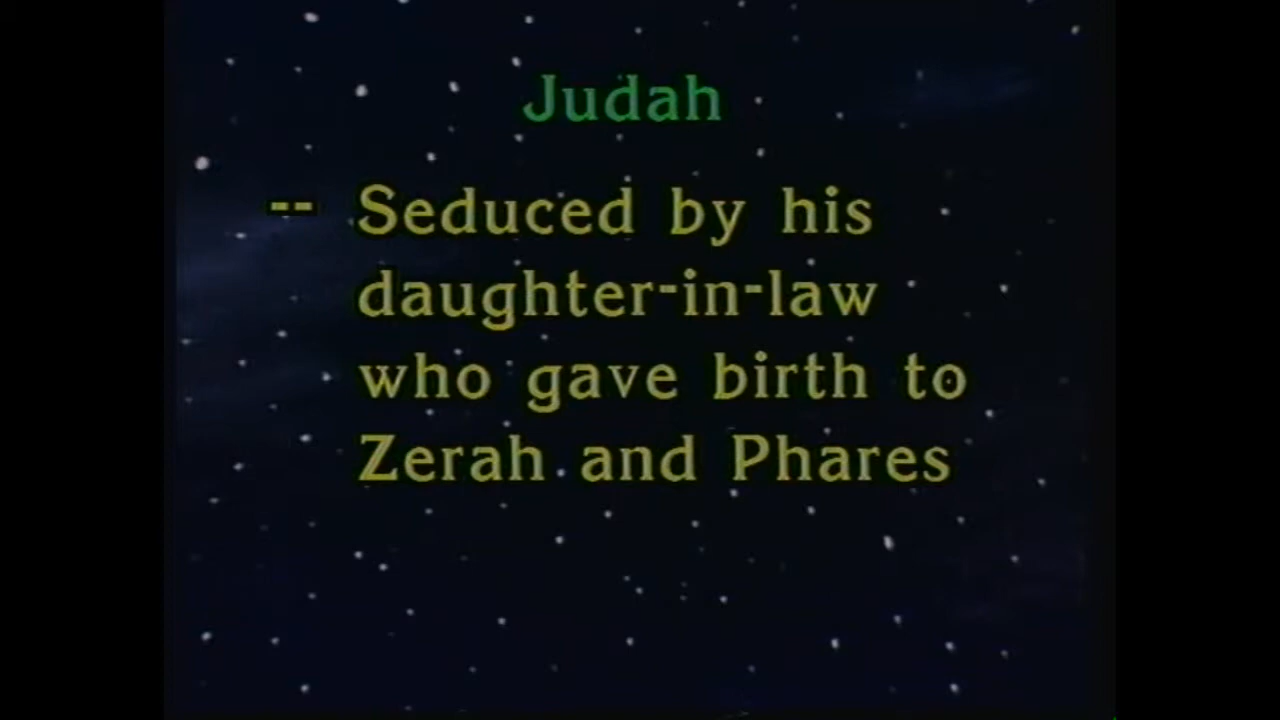 Judah
-- Seduced by his
daughter-in-law
who gave birth to
Zerah and Phares